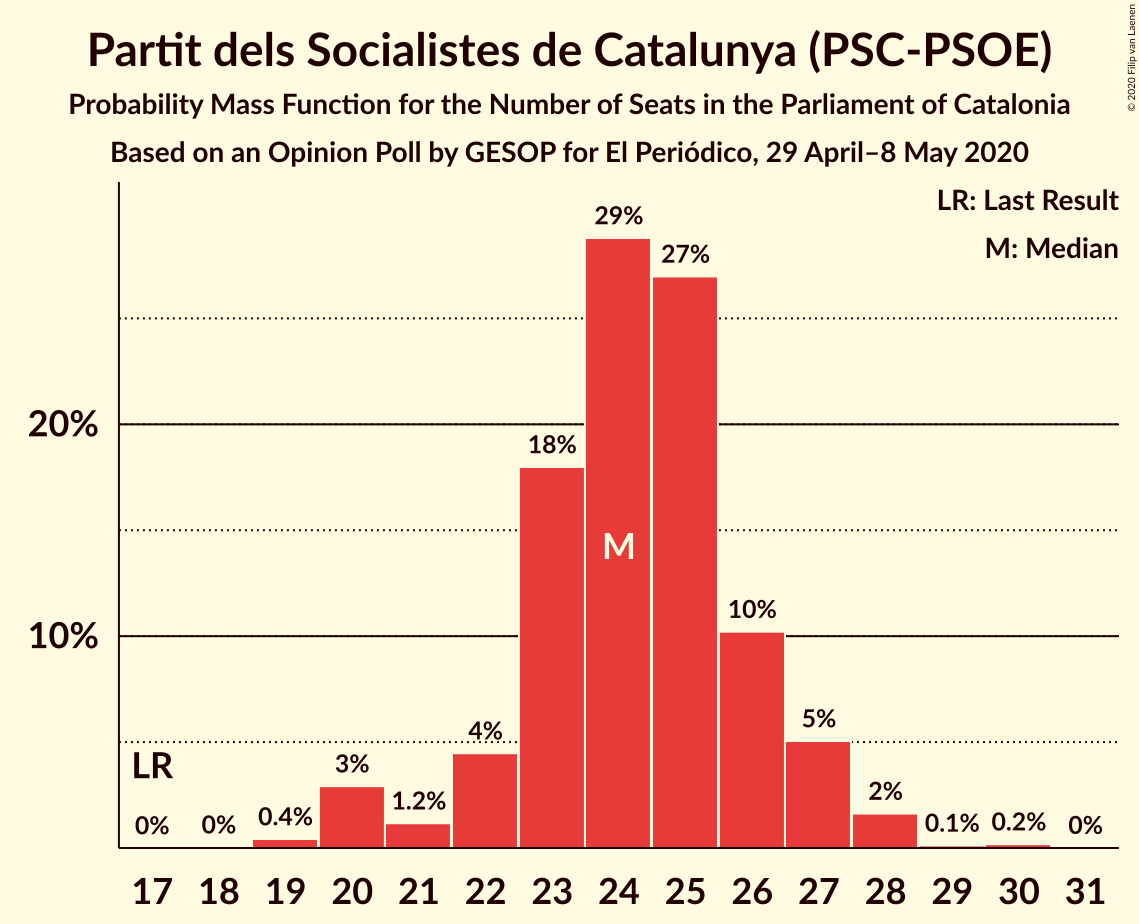 Partit dels Socialistes de Catalunya (PSC-PSOE)
Probability Mass Function for the Number of Seats in the Parliament of Catalonia
Based on an Opinion Poll by GESOP for El Periódico, 29 April–8 May 2020
© 2020 Filip van Laenen
LR: Last Result
M: Median
29%
27%
20%
18%
M
10%
10%
5%
4%
LR
3%
2%
1.2%
0% 0% 0.4% 0.1% 0.2% 0%
17 18 19 20 21 22 23 24 25 26 27 28 29 30 31